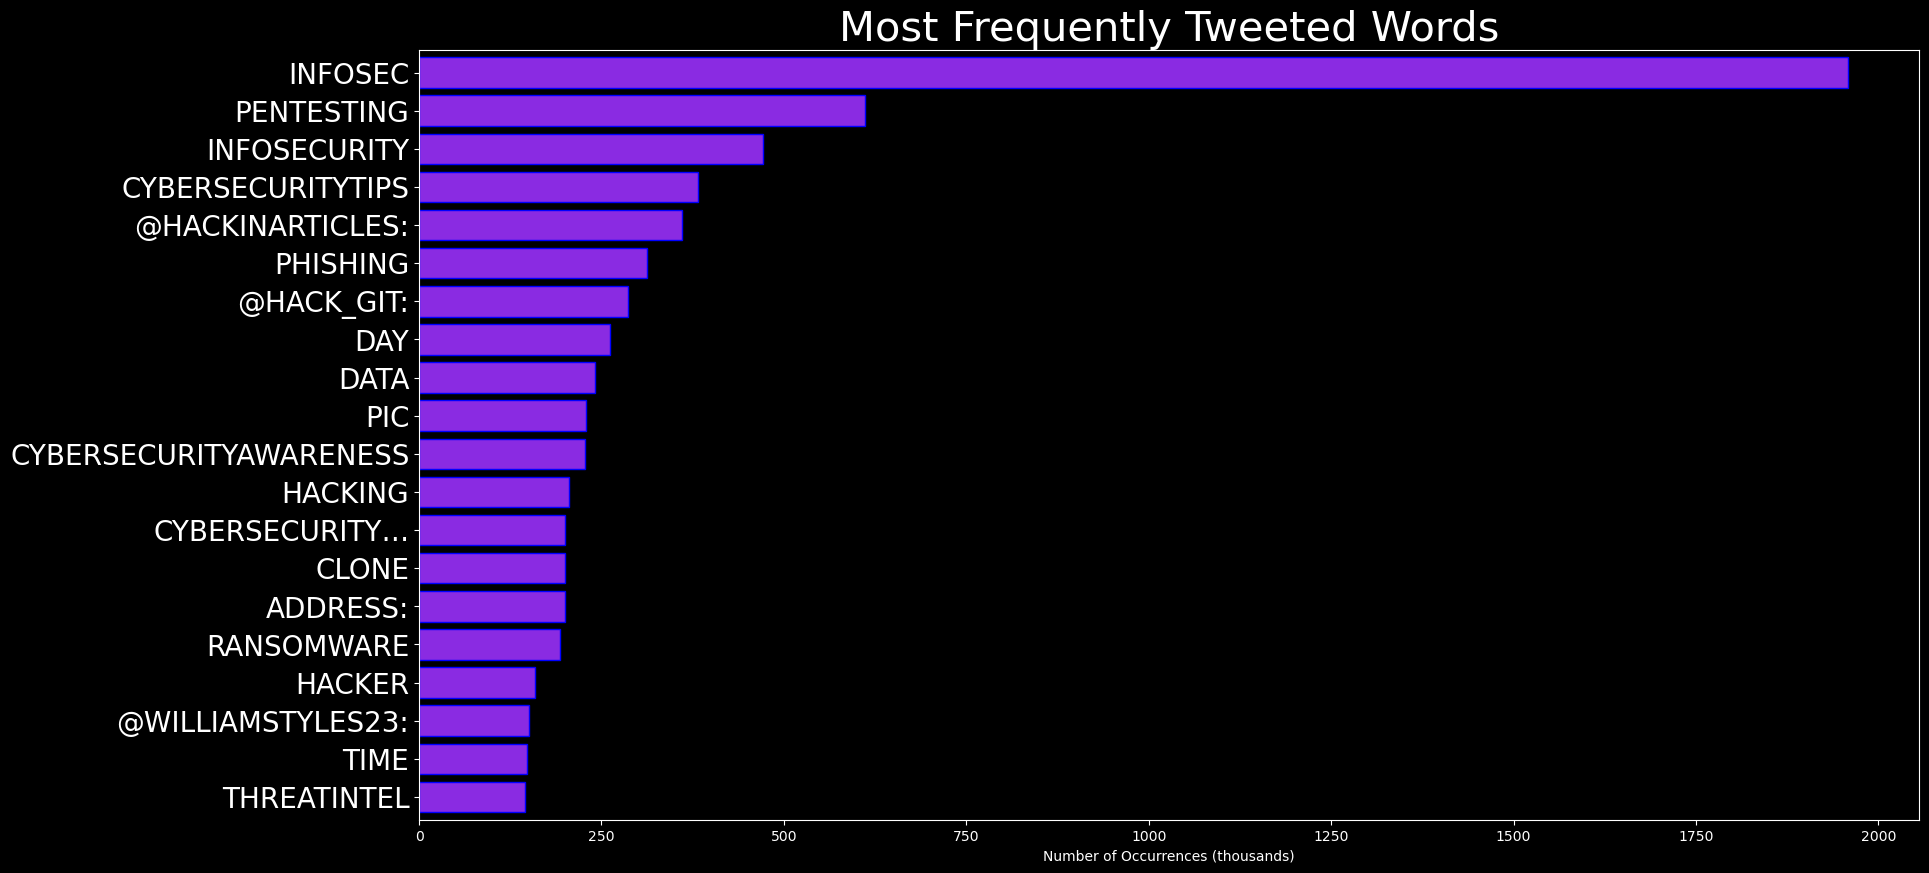 Most Frequently Tweeted Words
INFOSEC
PENTESTING
INFOSECURITY
CYBERSECURITYTIPS
@HACKINARTICLES:
PHISHING
@HACK_GIT:
DAY
DATA
PIC
CYBERSECURITYAWARENESS
HACKING
CYBERSECURITY…
CLONE
ADDRESS:
RANSOMWARE
HACKER
@WILLIAMSTYLES23:
TIME
THREATINTEL
0 250 500 750 1000 1250 1500 1750 2000
Number of Occurrences (thousands)